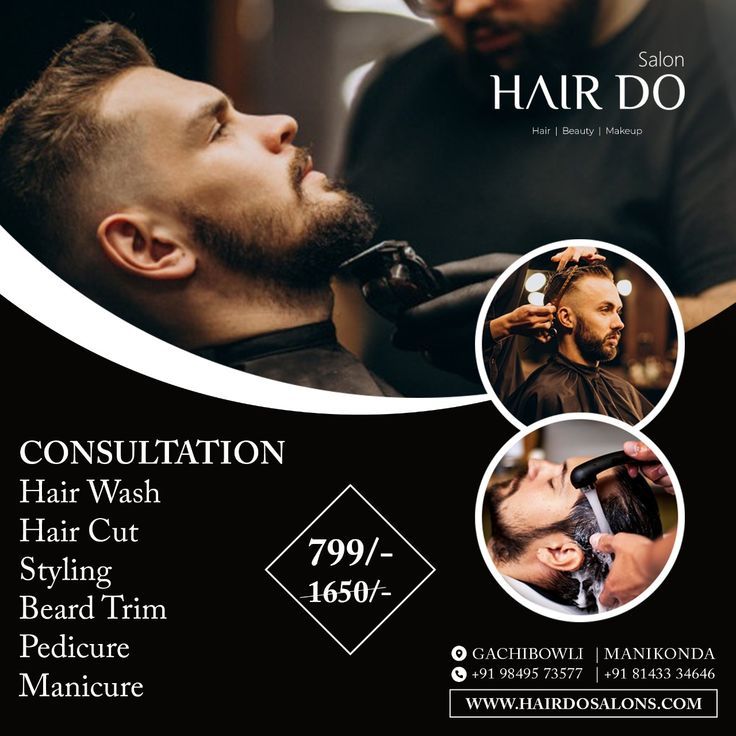 Salon
HAIR DO
Hair | Beauty | Makeup
CONSULTATION
Hair Wash
Hair Cut
Styling
Beard Trim
Pedicure
Manicure
799/-
1650/-
GACHIBOWLI | MANIKONDA
+91 98495 73577 | +91 81433 34646
WWW.HAIRDOSALONS.COM